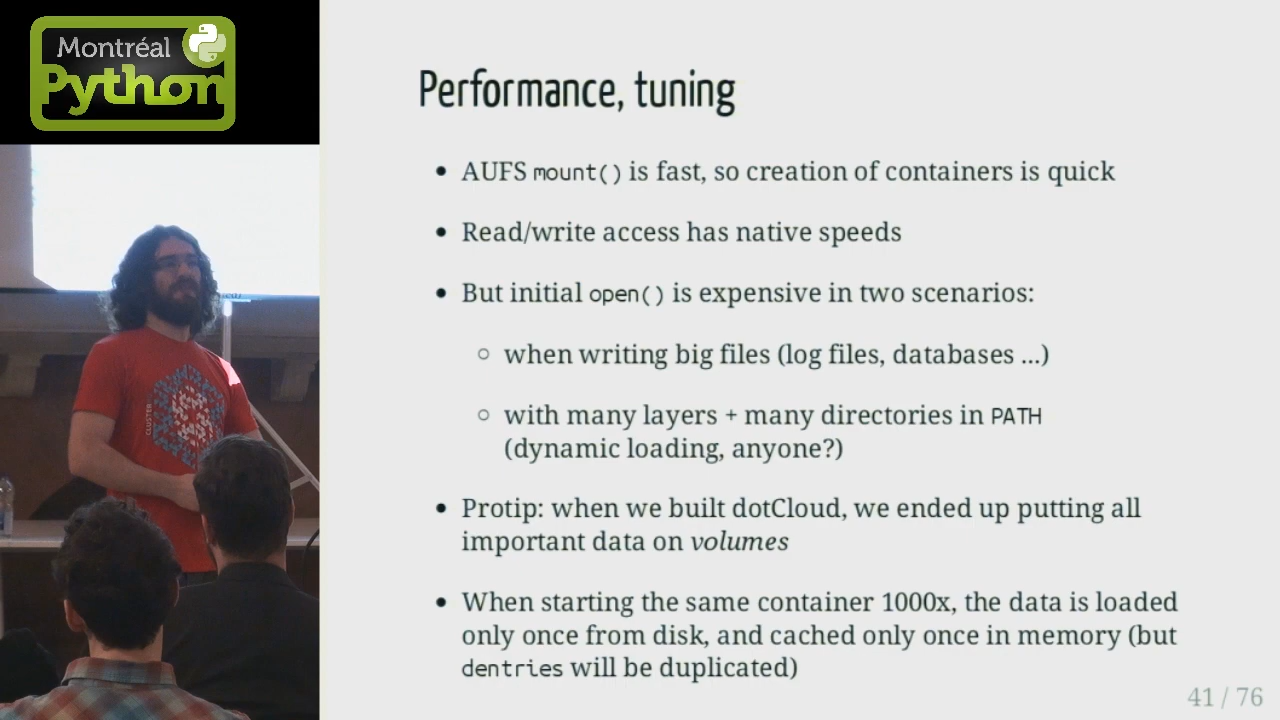 Montréal
Python
Performance, tuning
• AUFS mount() is fast, so creation of containers is quick
• Read/write access has native speeds
• But initial open() is expensive in two scenarios:
○ when writing big files (log files, databases ...)
○ with many layers + many directories in PATH
(dynamic loading, anyone?)
• Protip: when we built dotCloud, we ended up putting all
important data on volumes
• When starting the same container 1000x, the data is loaded
only once from disk, and cached only once in memory (but
dentries will be duplicated)
41 / 76
CLUSTER